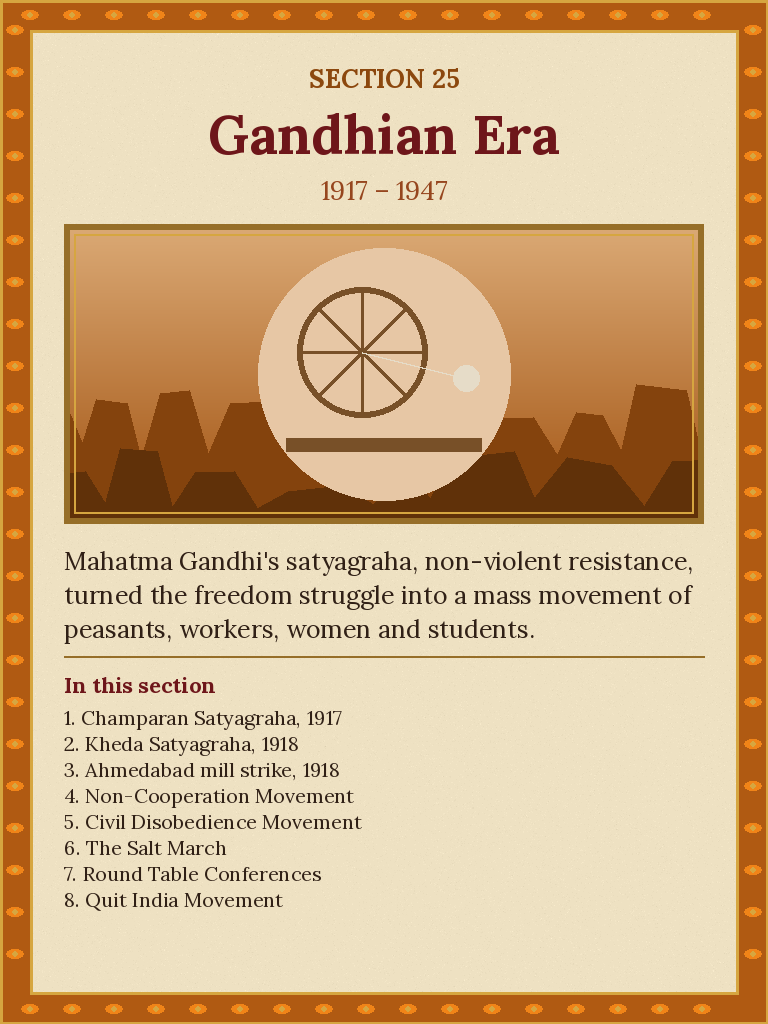 SECTION 25
Gandhian Era
1917 – 1947
Mahatma Gandhi's satyagraha, non-violent resistance,
turned the freedom struggle into a mass movement of
peasants, workers, women and students.
In this section
1. Champaran Satyagraha, 1917
2. Kheda Satyagraha, 1918
3. Ahmedabad mill strike, 1918
4. Non-Cooperation Movement
5. Civil Disobedience Movement
6. The Salt March
7. Round Table Conferences
8. Quit India Movement